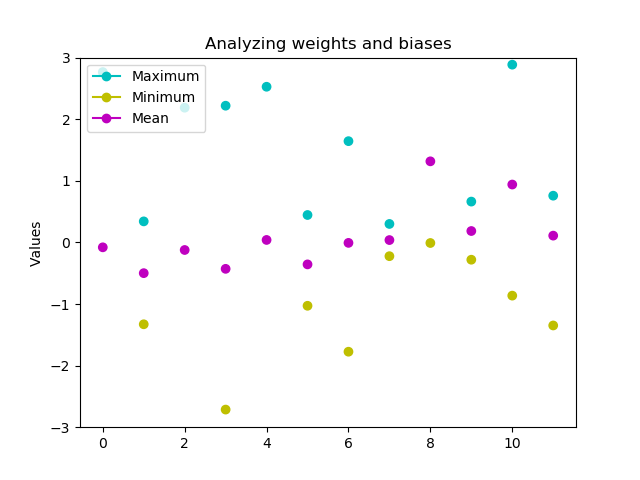 Analyzing weights and biases
Maximum
Minimum
Mean
Values
3
2
1
0
−1
−2
−3
0 2 4 6 8 10